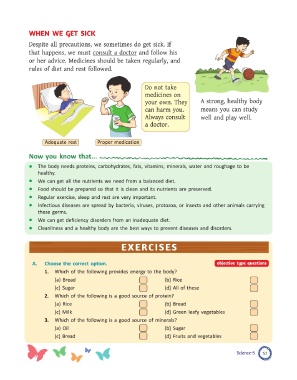 WHEN WE GET SICK
Despite all precautions, we sometimes do get sick. If
that happens, we must consult a doctor and follow his
or her advice. Medicines should be taken regularly, and
rules of diet and rest followed.
Do not take
medicines on
your own. They
can harm you.
Always consult
a doctor.
A strong, healthy body
means you can study
well and play well.
Adequate rest
Proper medication
Now you know that...
• The body needs proteins, carbohydrates, fats, vitamins, minerals, water and roughage to be
healthy.
• We can get all the nutrients we need from a balanced diet.
• Food should be prepared so that it is clean and its nutrients are preserved.
• Regular exercise, sleep and rest are very important.
• Infectious diseases are spread by bacteria, viruses, protozoa, or insects and other animals carrying
these germs.
• We can get deficiency disorders from an inadequate diet.
• Cleanliness and a healthy body are the best ways to prevent diseases and disorders.
EXERCISES
A. Choose the correct option.
objective type questions
1. Which of the following provides energy to the body?
(a) Bread
(b) Rice
(c) Sugar
(d) All of these
2. Which of the following is a good source of protein?
(a) Rice
(b) Bread
(c) Milk
(d) Green leafy vegetables
3. Which of the following is a good source of minerals?
(a) Oil
(b) Sugar
(c) Bread
(d) Fruits and vegetables
Science-5